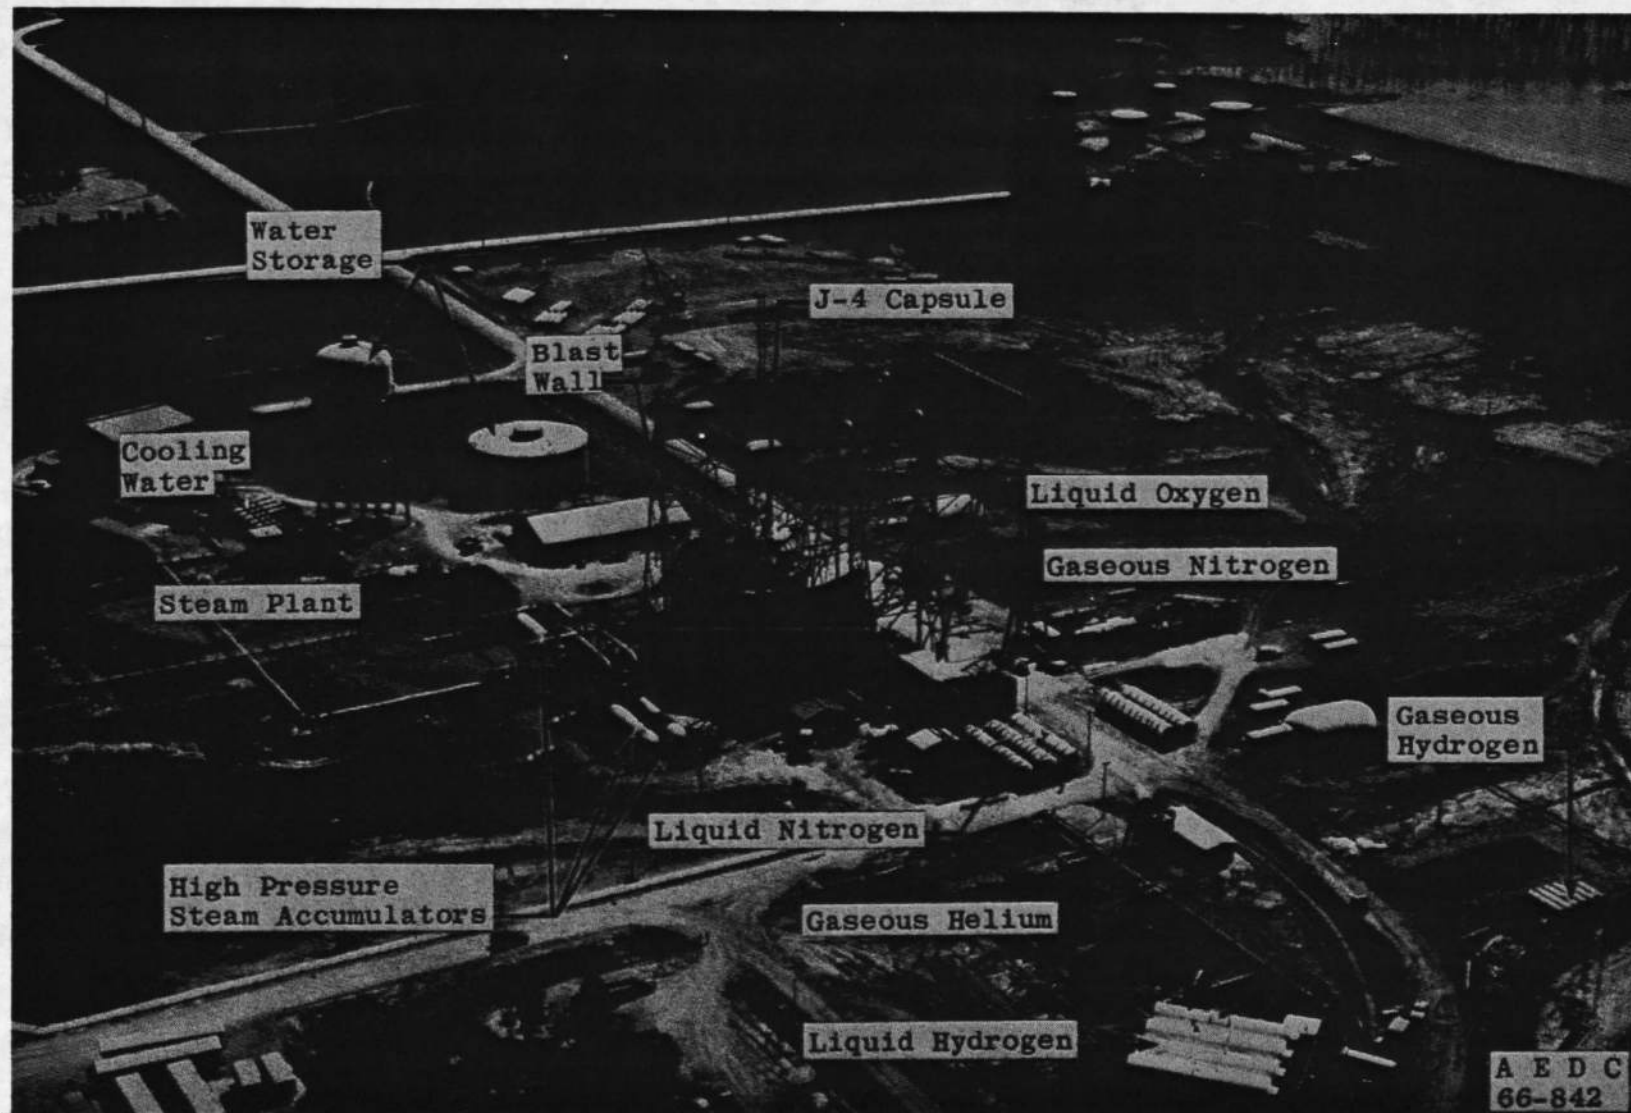 Water
Storage
J-4 Capsule
Blast
Wall
Cooling
Water
Liquid Oxygen
Gaseous Nitrogen
Steam Plant
Gaseous
Hydrogen
Liquid Nitrogen
High Pressure
Steam Accumulators
Gaseous Helium
Liquid Hydrogen
A E D C
66-842